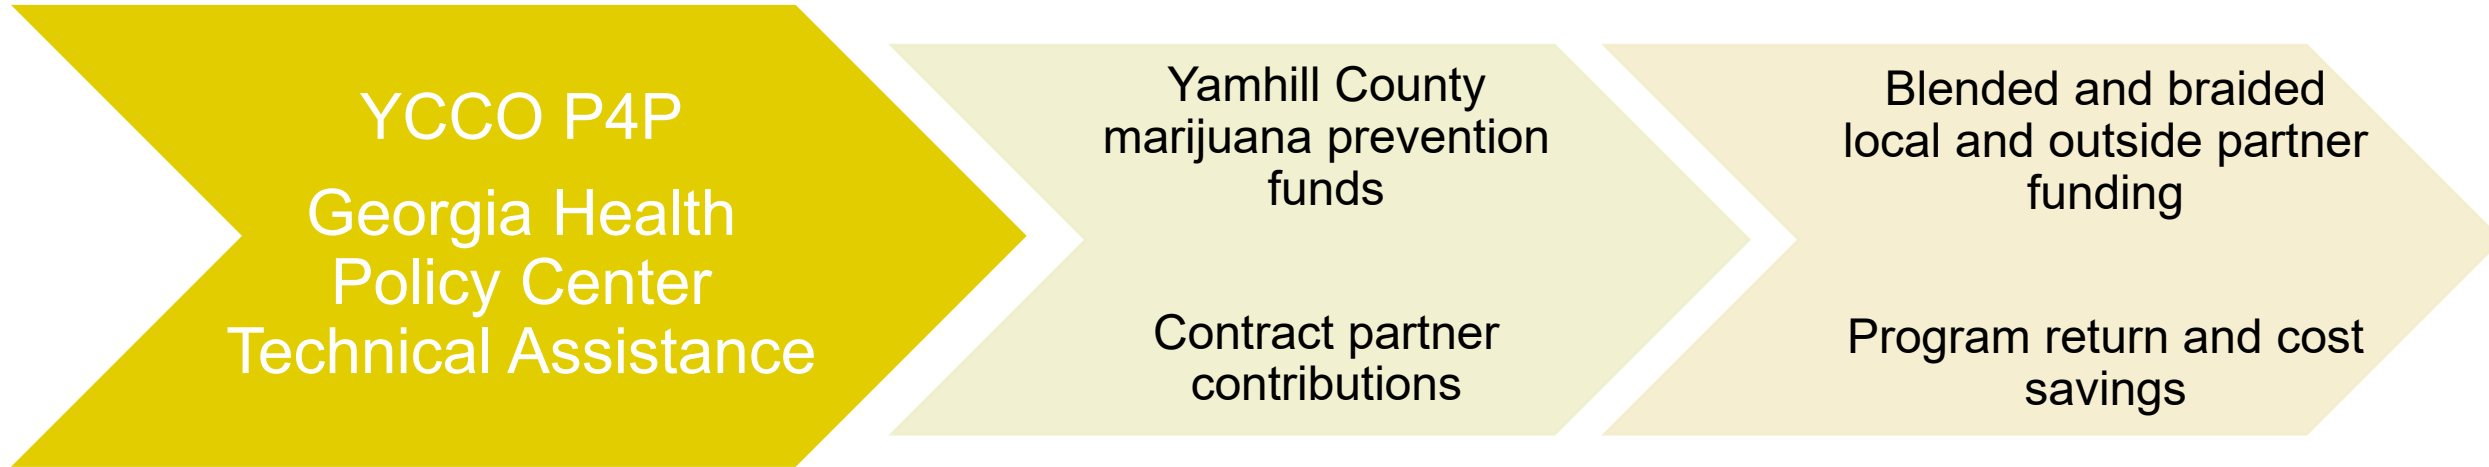 YCCO P4P
Georgia Health
Policy Center
Technical Assistance
Yamhill County
marijuana prevention
funds
Contract partner
contributions
Blended and braided
local and outside partner
funding
Program return and cost
savings